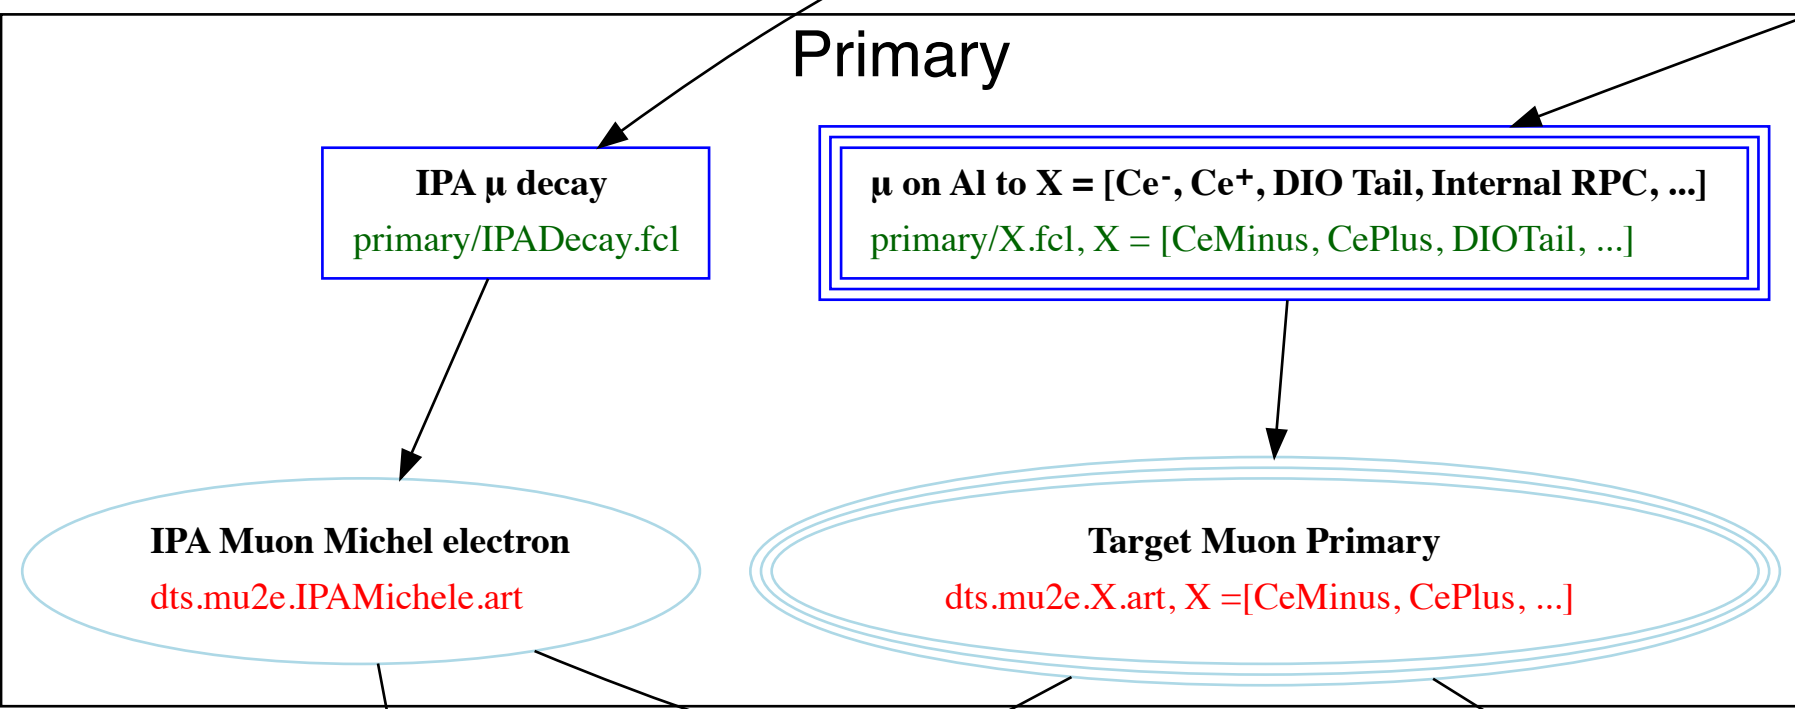 Primary
IPA μ decay
primary/IPADecay.fcl
μ on Al to X = [Ce⁻, Ce⁺, DIO Tail, Internal RPC, ...]
primary/X.fcl, X = [CeMinus, CePlus, DIOTail, ...]
IPA Muon Michel electron
dts.mu2e.IPAMichele.art
Target Muon Primary
dts.mu2e.X.art, X =[CeMinus, CePlus, ...]